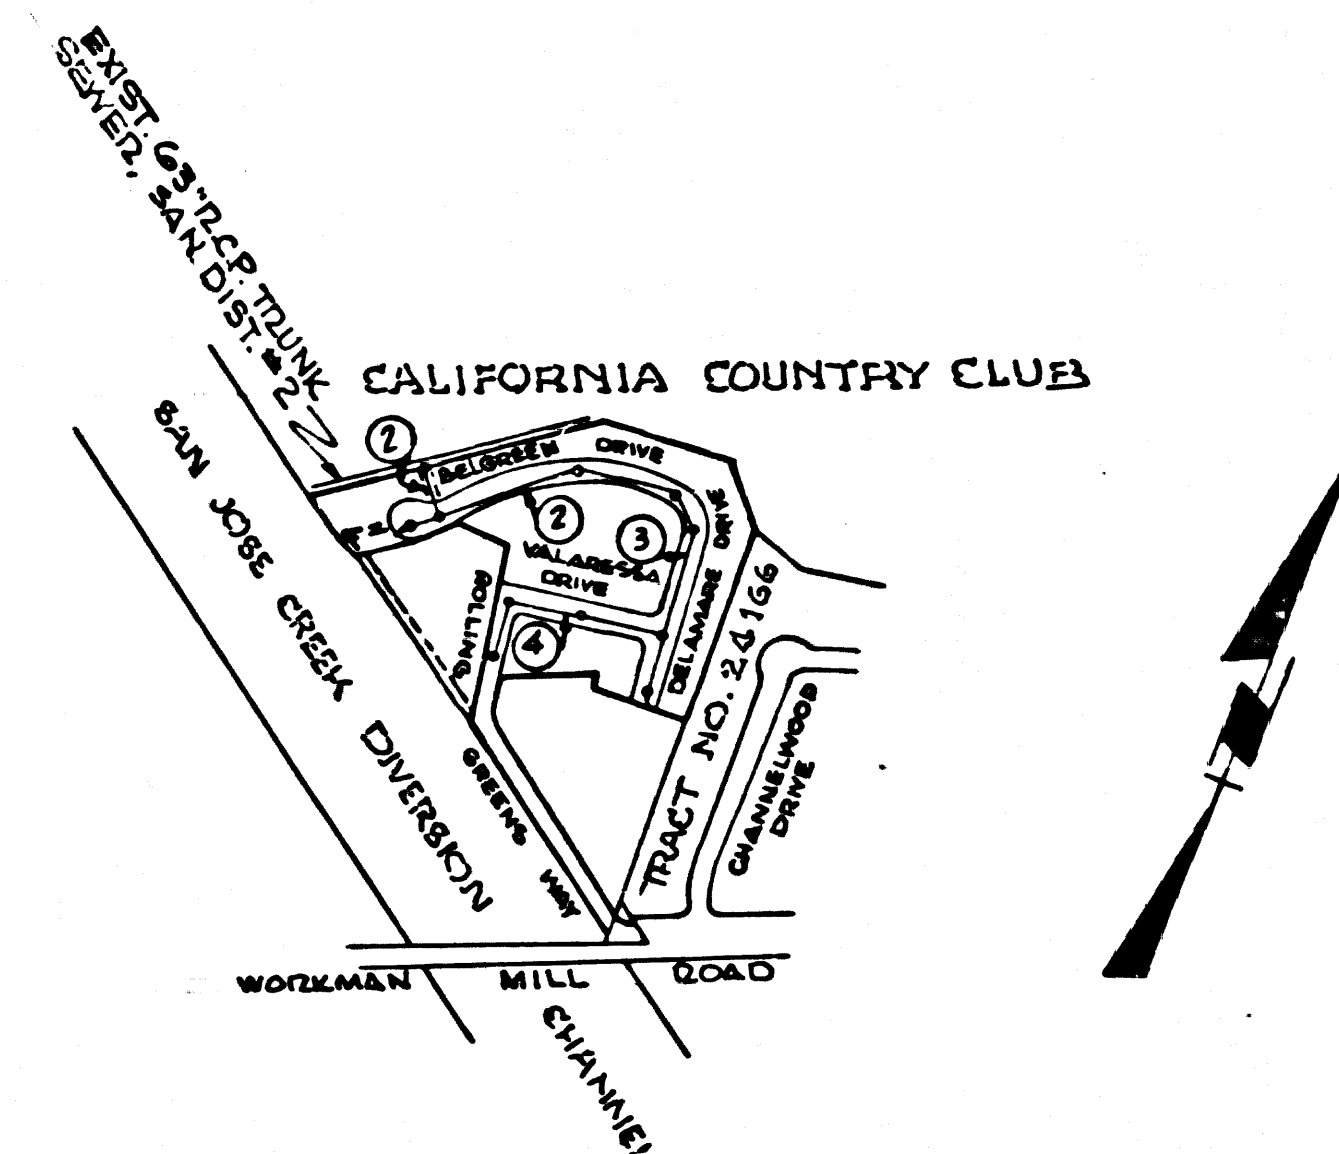 EXIST. 63" R.C.P. TRUNK
SEWER, SAN. DIST. # 2
CALIFORNIA COUNTRY CLUB
SAN JOSE CREEK DIVERSION
CHANNEL
2
BELGREEN DRIVE
2
3
VALARESSA
DRIVE
4
DELAMARE DRIVE
ROLLING
GREENS
WAY
TRACT NO. 24166
CHANNELWOOD
DRIVE
WORKMAN MILL ROAD